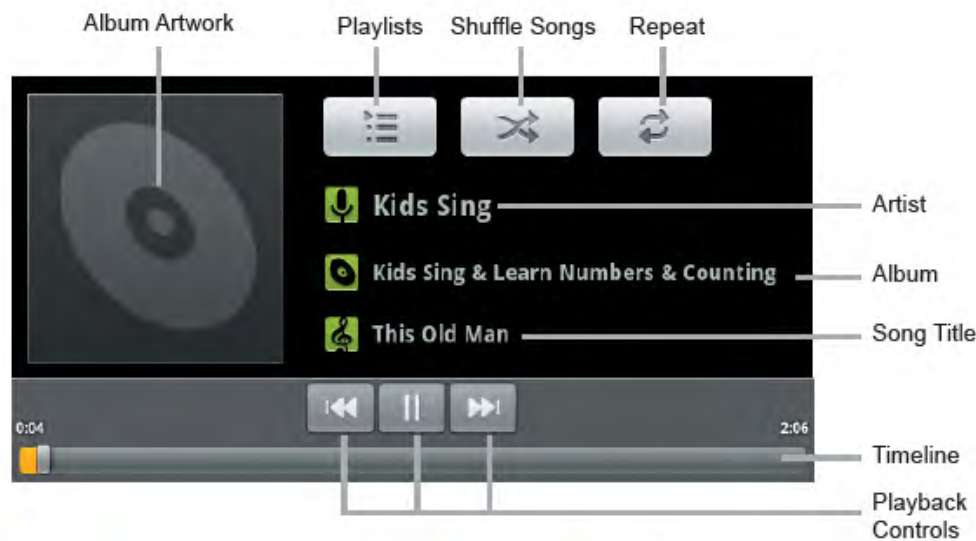 Album Artwork
Playlists
Shuffle Songs
Repeat
Kids Sing
Artist
Kids Sing & Learn Numbers & Counting
Album
This Old Man
Song Title
0:04
2:06
Timeline
Playback
Controls